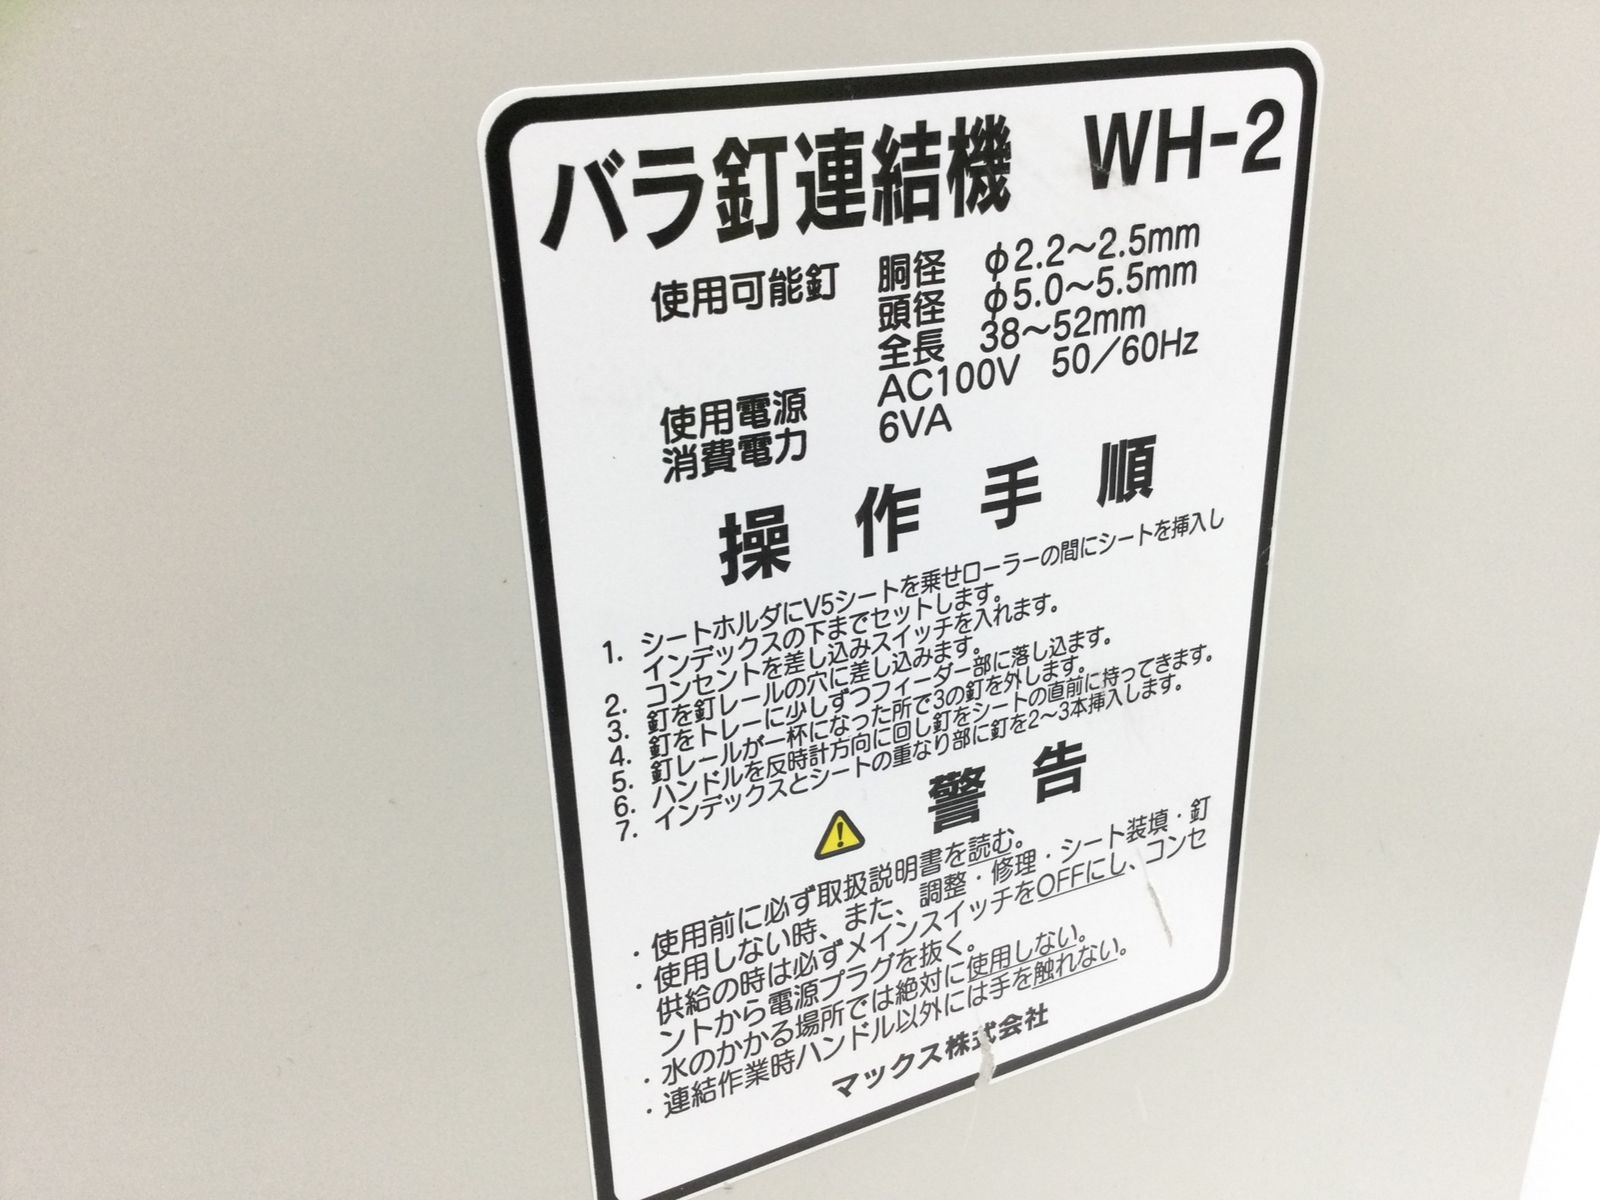 バラ釘連結機 WH-2
使用可能釘 胴径 φ2.2～2.5mm
頭径 φ5.0～5.5mm
全長 38～52mm
使用電源 AC100V 50／60Hz
消費電力 6VA
操作手順
1. シートホルダにV5シートを乗せローラーの間にシートを挿入し
インデックスの下までセットします。
2. コンセントを差し込みスイッチを入れます。
3. 釘を釘レールの穴に差し込みます。
4. 釘をトレーに少しずつフィーダー部に落し込ます。
5. 釘レールが一杯になった所で3の釘を外します。
6. ハンドルを反時計方向に回し釘をシートの直前に持ってきます。
7. インデックスとシートの重なり部に釘を2～3本挿入します。
警告
・使用前に必ず取扱説明書を読む。
・使用しない時、また、調整・修理・シート装填・釘
供給の時は必ずメインスイッチをOFFにし、コンセ
ントから電源プラグを抜く。
・水のかかる場所では絶対に使用しない。
・連結作業時ハンドル以外には手を触れない。
マックス株式会社